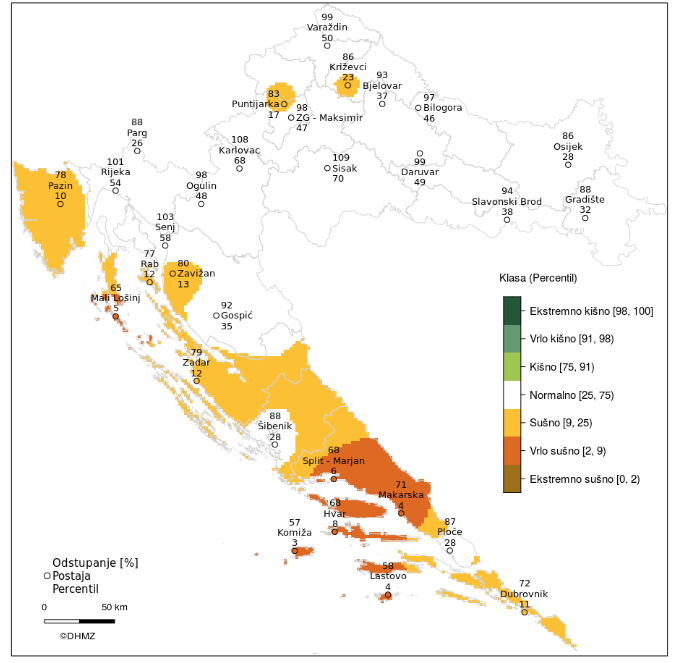 99
Varaždin
50
86
Križevci
23
93
Bjelovar
37
97
Bilogora
46
83
Puntijarka
17
98
ZG - Maksimir
47
88
Parg
26
108
Karlovac
68
101
Rijeka
54
109
Sisak
70
99
Daruvar
49
86
Osijek
28
78
Pazin
10
98
Ogulin
48
94
Slavonski Brod
38
88
Gradište
32
103
Senj
58
77
Rab
12
80
Zavižan
13
65
Mali Lošinj
5
92
Gospić
35
79
Zadar
12
88
Šibenik
28
68
Split - Marjan
6
71
Makarska
4
68
Hvar
8
57
Komiža
3
87
Ploče
28
58
Lastovo
4
72
Dubrovnik
11
Klasa (Percentil)
Ekstremno kišno [98, 100]
Vrlo kišno [91, 98)
Kišno [75, 91)
Normalno [25, 75)
Sušno [9, 25)
Vrlo sušno [2, 9)
Ekstremno sušno [0, 2)
Odstupanje [%]
Postaja
Percentil
0 50 km
©DHMZ